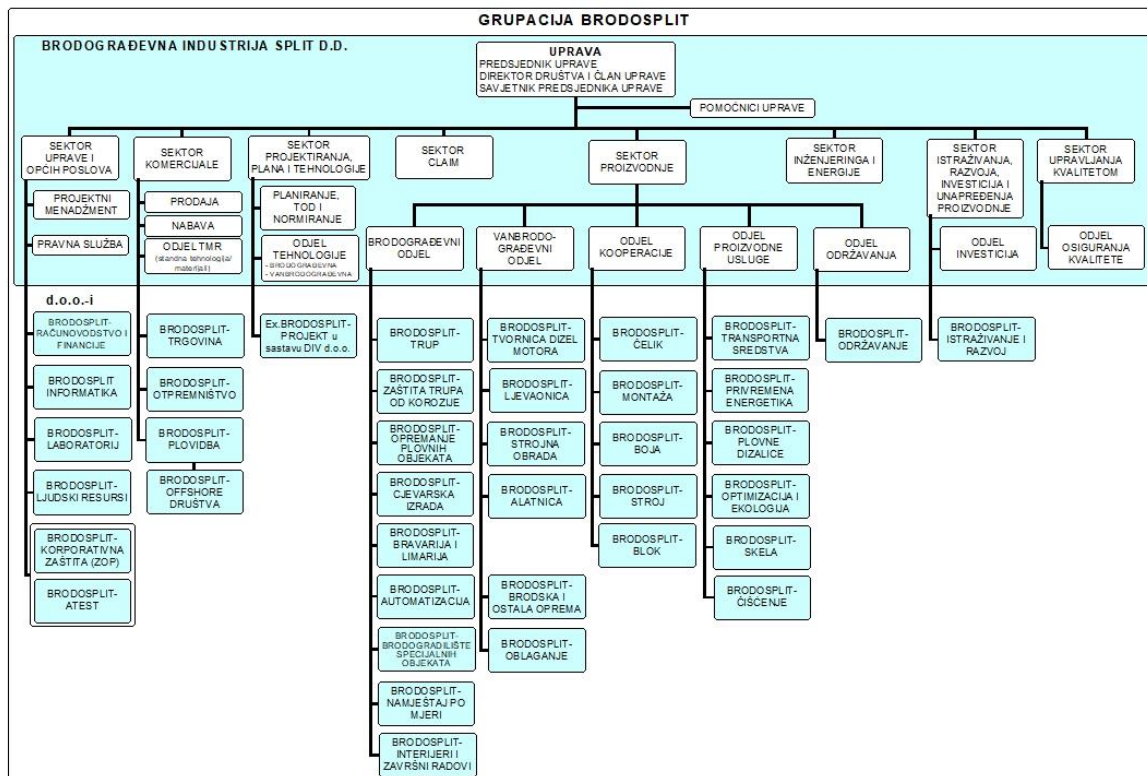 GRUPACIJA BRODOSPLIT
BRODOGRAĐEVNA INDUSTRIJA SPLIT D.D.
UPRAVA
PREDSJEDNIK UPRAVE
DIREKTOR DRUŠTVA I ČLAN UPRAVE
SAVJETNIK PREDSJEDNIKA UPRAVE
POMOĆNICI UPRAVE
SEKTOR
UPRAVE I
OPĆIH POSLOVA
SEKTOR
KOMERCIJALE
SEKTOR
PROJEKTIRANJA,
PLANA I TEHNOLOGIJE
SEKTOR
CLAIM
SEKTOR
PROIZVODNJE
SEKTOR
INŽENJERINGA I
ENERGIJE
SEKTOR
ISTRAŽIVANJA,
RAZVOJA,
INVESTICIJA I
UNAPREĐENJA
PROIZVODNJE
SEKTOR
UPRAVLJANJA
KVALITETOM
PROJEKTNI
MENADŽMENT
PRAVNA SLUŽBA
PRODAJA
NABAVA
ODJEL TMR
(standna tehnologija/
materijali)
PLANIRANJE,
TOD I
NORMIRANJE
ODJEL
TEHNOLOGIJE
- BRODOGRAĐEVNA
- VANBRODOGRAĐEVNA
BRODOGRAĐEVNI
ODJEL
VANBRODO-
GRAĐEVNI
ODJEL
ODJEL
KOOPERACIJE
ODJEL
PROIZVODNE
USLUGE
ODJEL
ODRŽAVANJA
ODJEL
INVESTICIJA
ODJEL
OSIGURANJA
KVALITETE
d.o.o.-i
BRODOSPLIT-
RAČUNOVODSTVO I
FINANCIJE
BRODOSPLIT
INFORMATIKA
BRODOSPLIT-
LABORATORIJ
BRODOSPLIT-
LJUDSKI RESURSI
BRODOSPLIT-
KORPORATIVNA
ZAŠTITA (ZOP)
BRODOSPLIT-
ATEST
BRODOSPLIT-
TRGOVINA
BRODOSPLIT-
OTPREMNIŠTVO
BRODOSPLIT-
PLOVIDBA
BRODOSPLIT-
OFFSHORE
DRUŠTVA
Ex.BRODOSPLIT-
PROJEKT u
sastavu DIV d.o.o.
BRODOSPLIT-
TRUP
BRODOSPLIT-
ZAŠTITA TRUPA
OD KOROZIJE
BRODOSPLIT-
OPREMANJE
PLOVNIH
OBJEKATA
BRODOSPLIT-
CJEVARSKA
IZRADA
BRODOSPLIT-
BRAVARIJA I
LIMARIJA
BRODOSPLIT-
AUTOMATIZACIJA
BRODOSPLIT-
BRODOGRADILIŠTE
SPECIJALNIH
OBJEKATA
BRODOSPLIT-
NAMJEŠTAJ PO
MJERI
BRODOSPLIT-
INTERIJERI I
ZAVRŠNI RADOVI
BRODOSPLIT-
TVORNICA DIZEL
MOTORA
BRODOSPLIT-
LJEVAONICA
BRODOSPLIT-
STROJNA
OBRADA
BRODOSPLIT-
ALATNICA
BRODOSPLIT-
BRODSKA I
OSTALA OPREMA
BRODOSPLIT-
OBLAGANJE
BRODOSPLIT-
ČELIK
BRODOSPLIT-
MONTAŽA
BRODOSPLIT-
BOJA
BRODOSPLIT-
STROJ
BRODOSPLIT-
BLOK
BRODOSPLIT-
TRANSPORTNA
SREDSTVA
BRODOSPLIT-
PRIVREMENA
ENERGETIKA
BRODOSPLIT-
PLOVNE
DIZALICE
BRODOSPLIT-
OPTIMIZACIJA I
EKOLOGIJA
BRODOSPLIT-
SKELA
BRODOSPLIT-
ČIŠĆENJE
BRODOSPLIT-
ODRŽAVANJE
BRODOSPLIT-
ISTRAŽIVANJE I
RAZVOJ